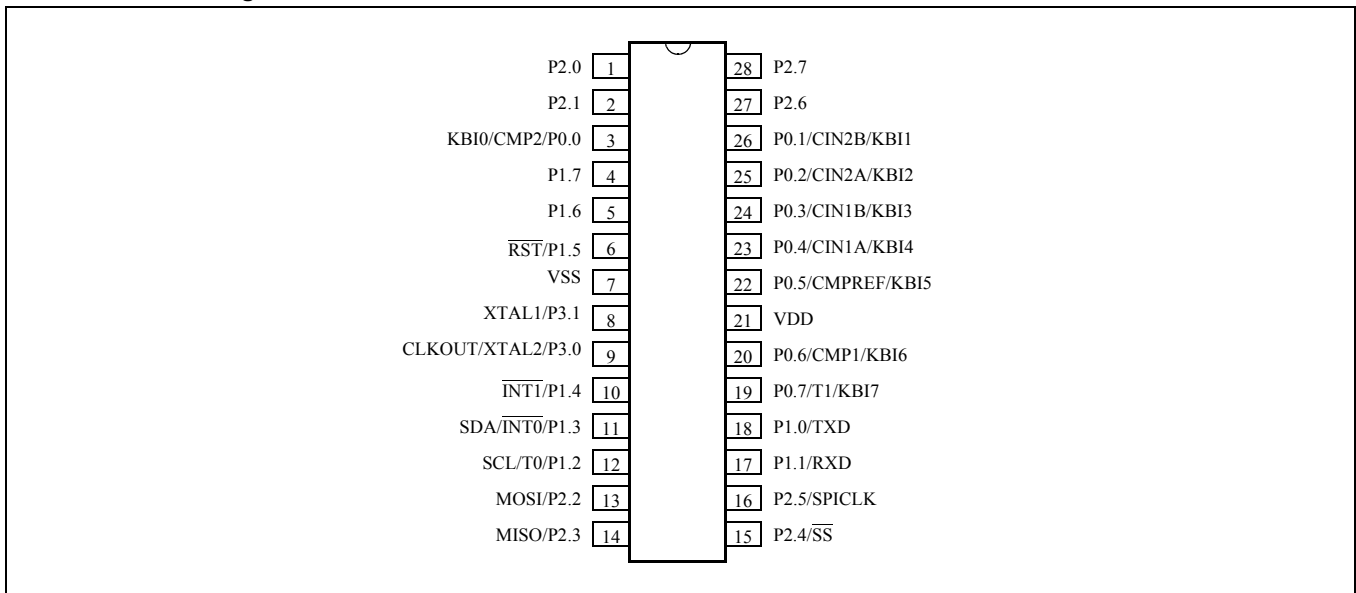 P2.0 1 28 P2.7
P2.1 2 27 P2.6
KBI0/CMP2/P0.0 3 26 P0.1/CIN2B/KBI1
P1.7 4 25 P0.2/CIN2A/KBI2
P1.6 5 24 P0.3/CIN1B/KBI3
R̅S̅T̅/P1.5 6 23 P0.4/CIN1A/KBI4
VSS 7 22 P0.5/CMPREF/KBI5
XTAL1/P3.1 8 21 VDD
CLKOUT/XTAL2/P3.0 9 20 P0.6/CMP1/KBI6
I̅N̅T̅1̅/P1.4 10 19 P0.7/T1/KBI7
SDA/I̅N̅T̅0̅/P1.3 11 18 P1.0/TXD
SCL/T0/P1.2 12 17 P1.1/RXD
MOSI/P2.2 13 16 P2.5/SPICLK
MISO/P2.3 14 15 P2.4/S̅S̅